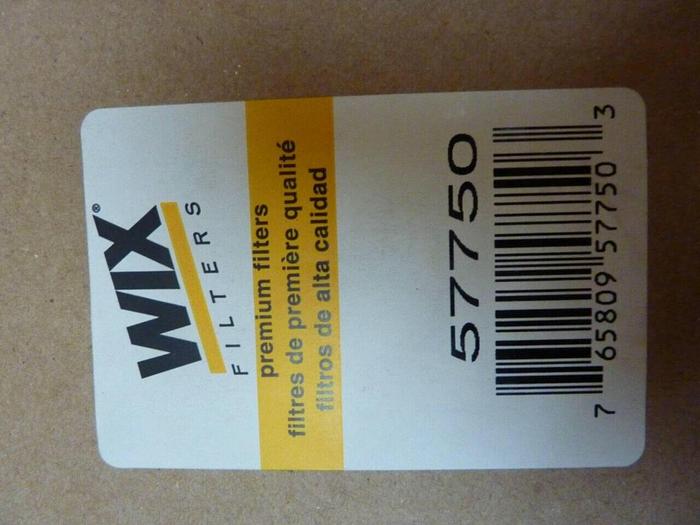 WIX®
FILTERS
premium filters
filtres de première qualité
filtros de alta calidad
57750
7 65809 57750 3